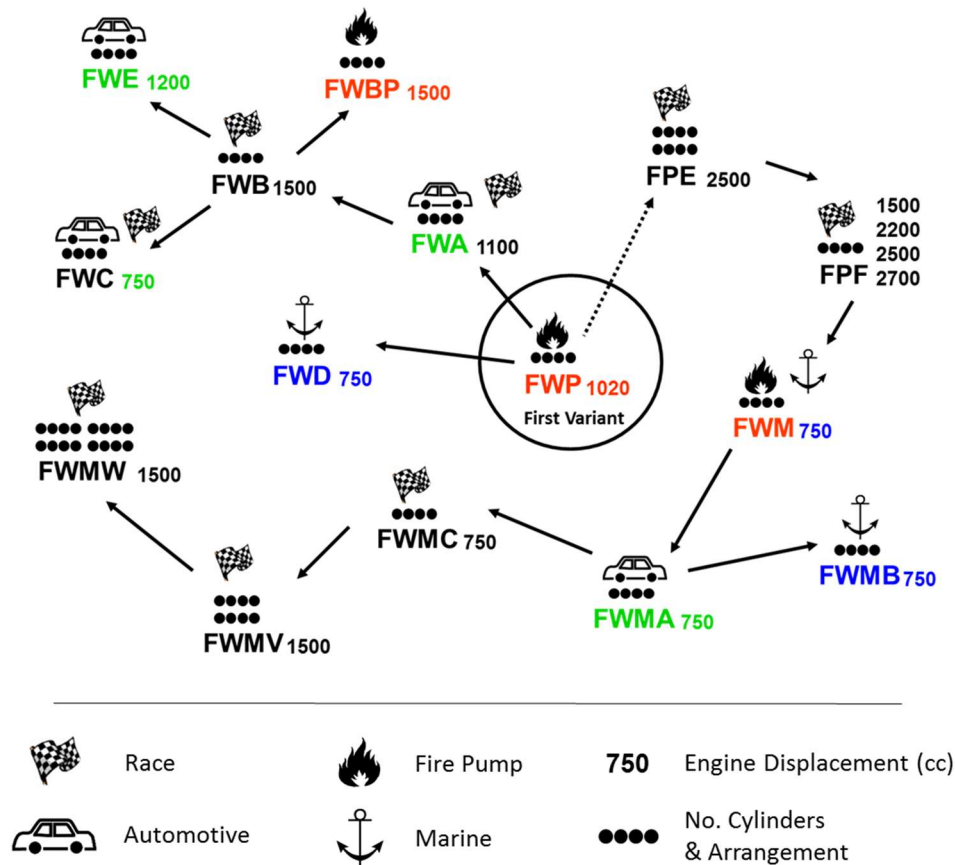 FWE 1200
FWBP 1500
FWB 1500
FPE 2500
FWA 1100
FWC 750
1500
2200
2500
FPF 2700
FWD 750
FWP 1020
First Variant
FWM 750
FWMW 1500
FWMC 750
FWMB 750
FWMA 750
FWMV 1500
Race
Fire Pump
750 Engine Displacement (cc)
Automotive
Marine
No. Cylinders
& Arrangement